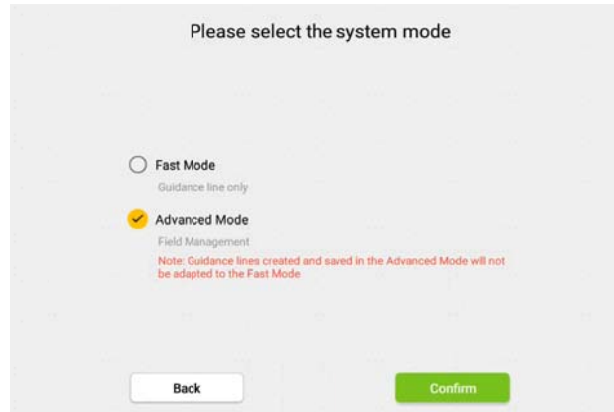 Please select the system mode
Fast Mode
Guidance line only
Advanced Mode
Field Management
Note: Guidance lines created and saved in the Advanced Mode will not
be adapted to the Fast Mode
Back
Confirm